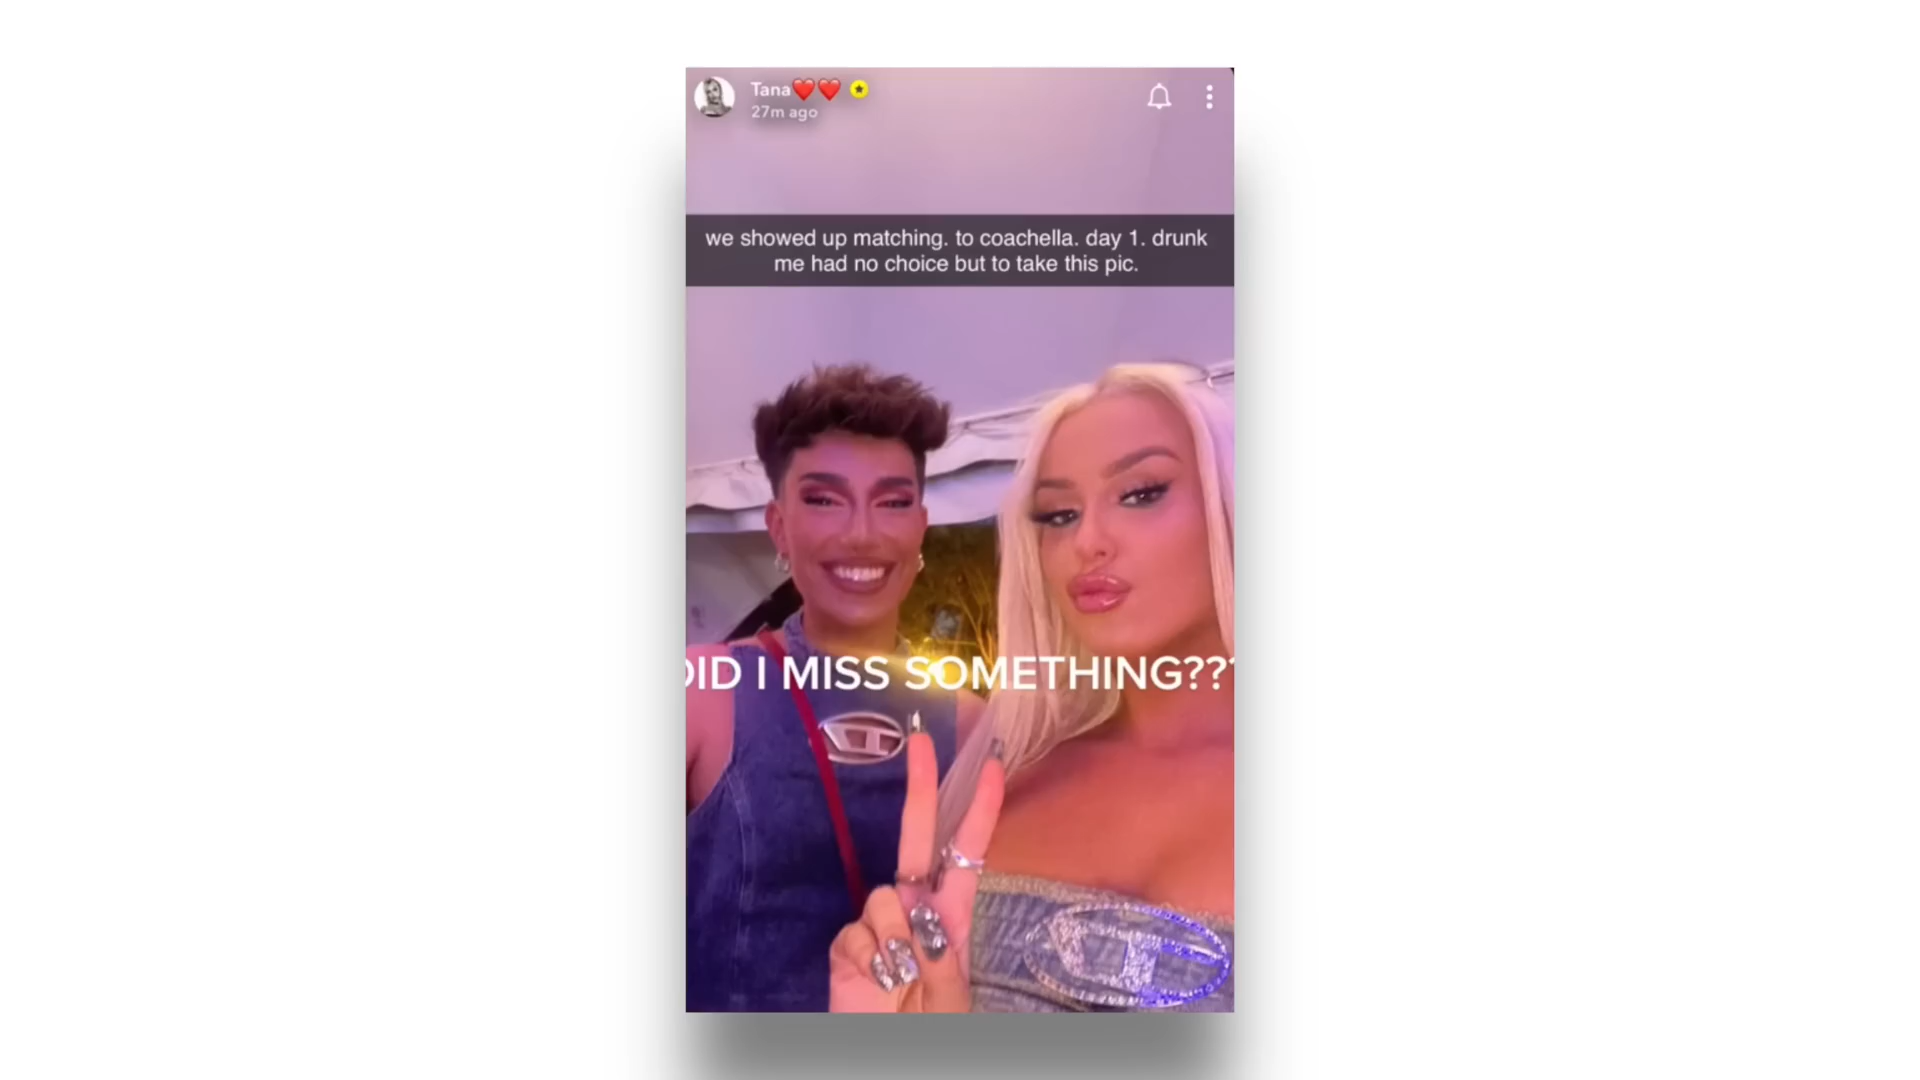 Tana❤️❤️
27m ago
we showed up matching. to coachella. day 1. drunk
me had no choice but to take this pic.
DID I MISS SOMETHING???